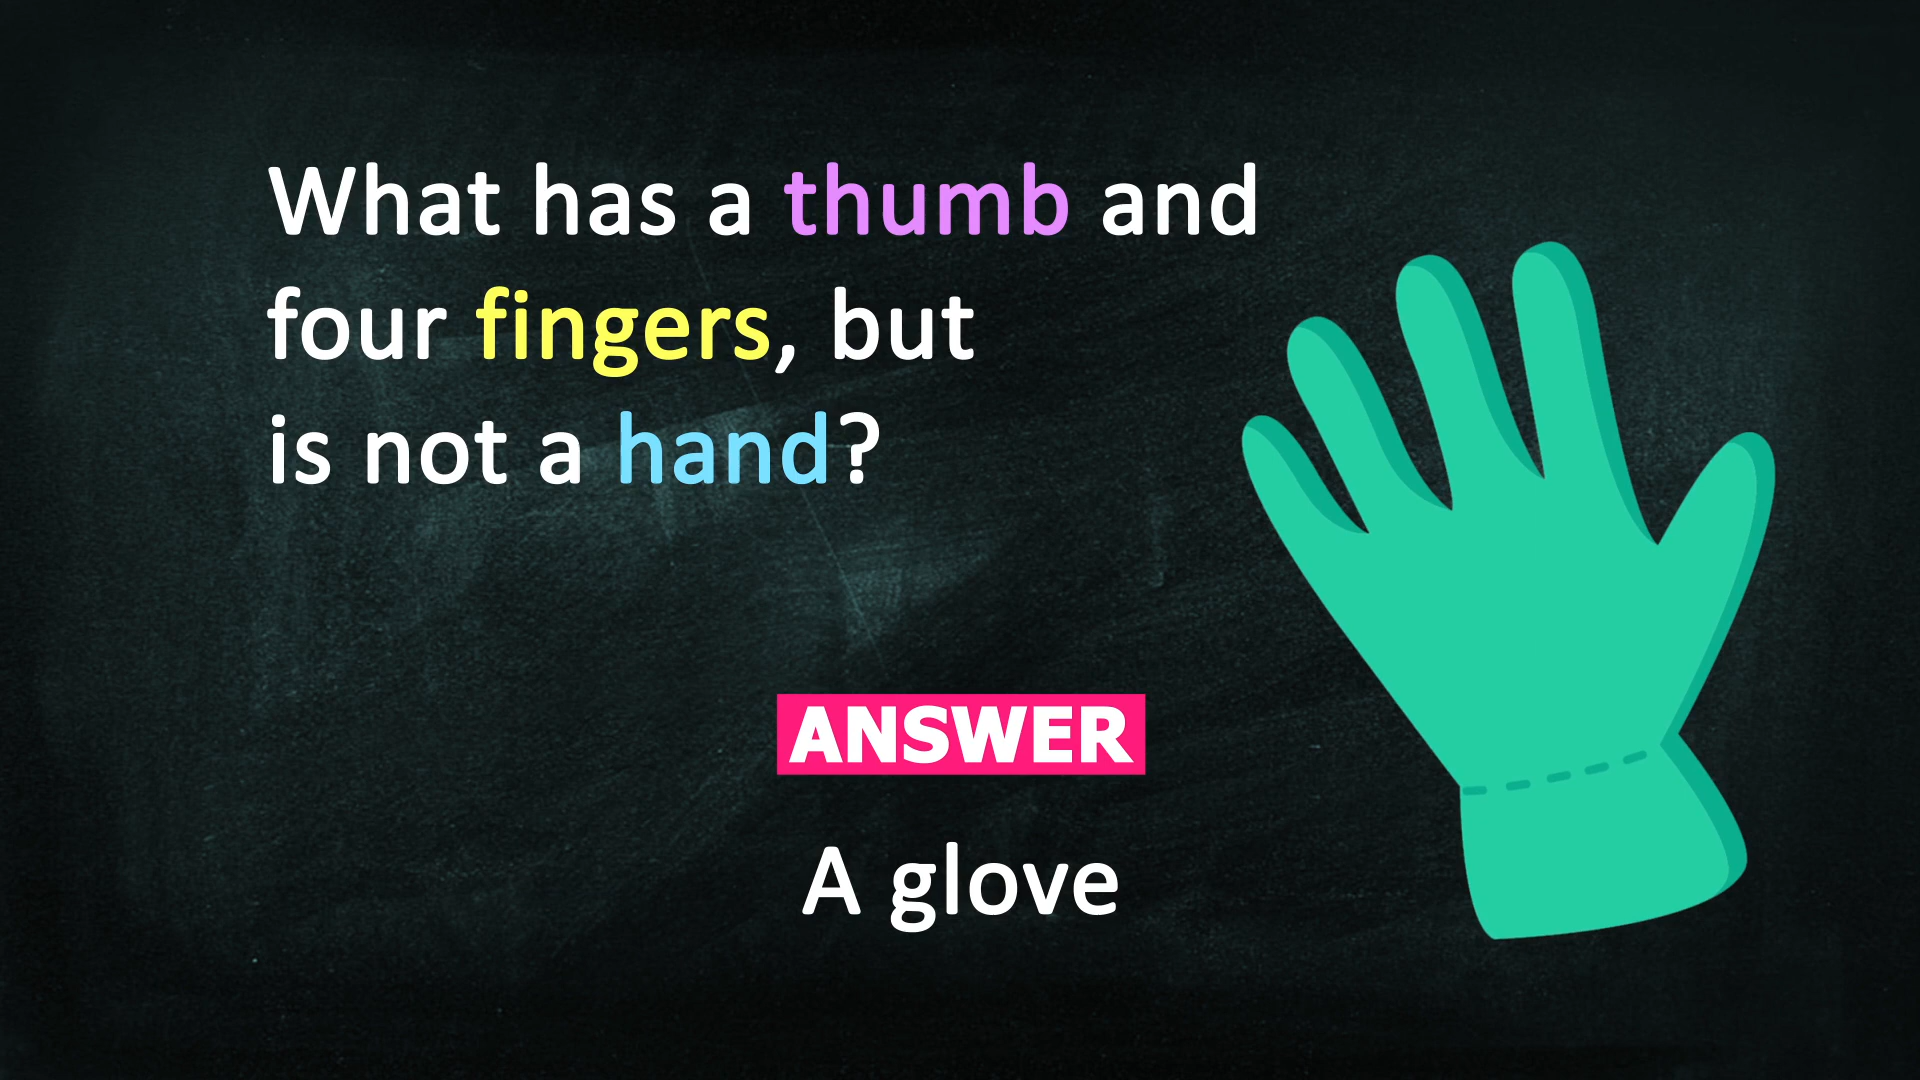 What has a thumb and
four fingers, but
is not a hand?
ANSWER
A glove